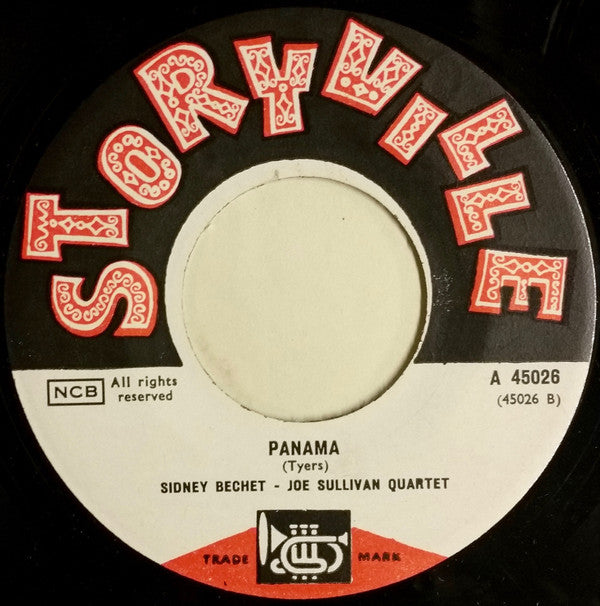 STORYVILLE
NCB
All rights
reserved
A 45026
(45026 B)
PANAMA
(Tyers)
SIDNEY BECHET - JOE SULLIVAN QUARTET
TRADE MARK